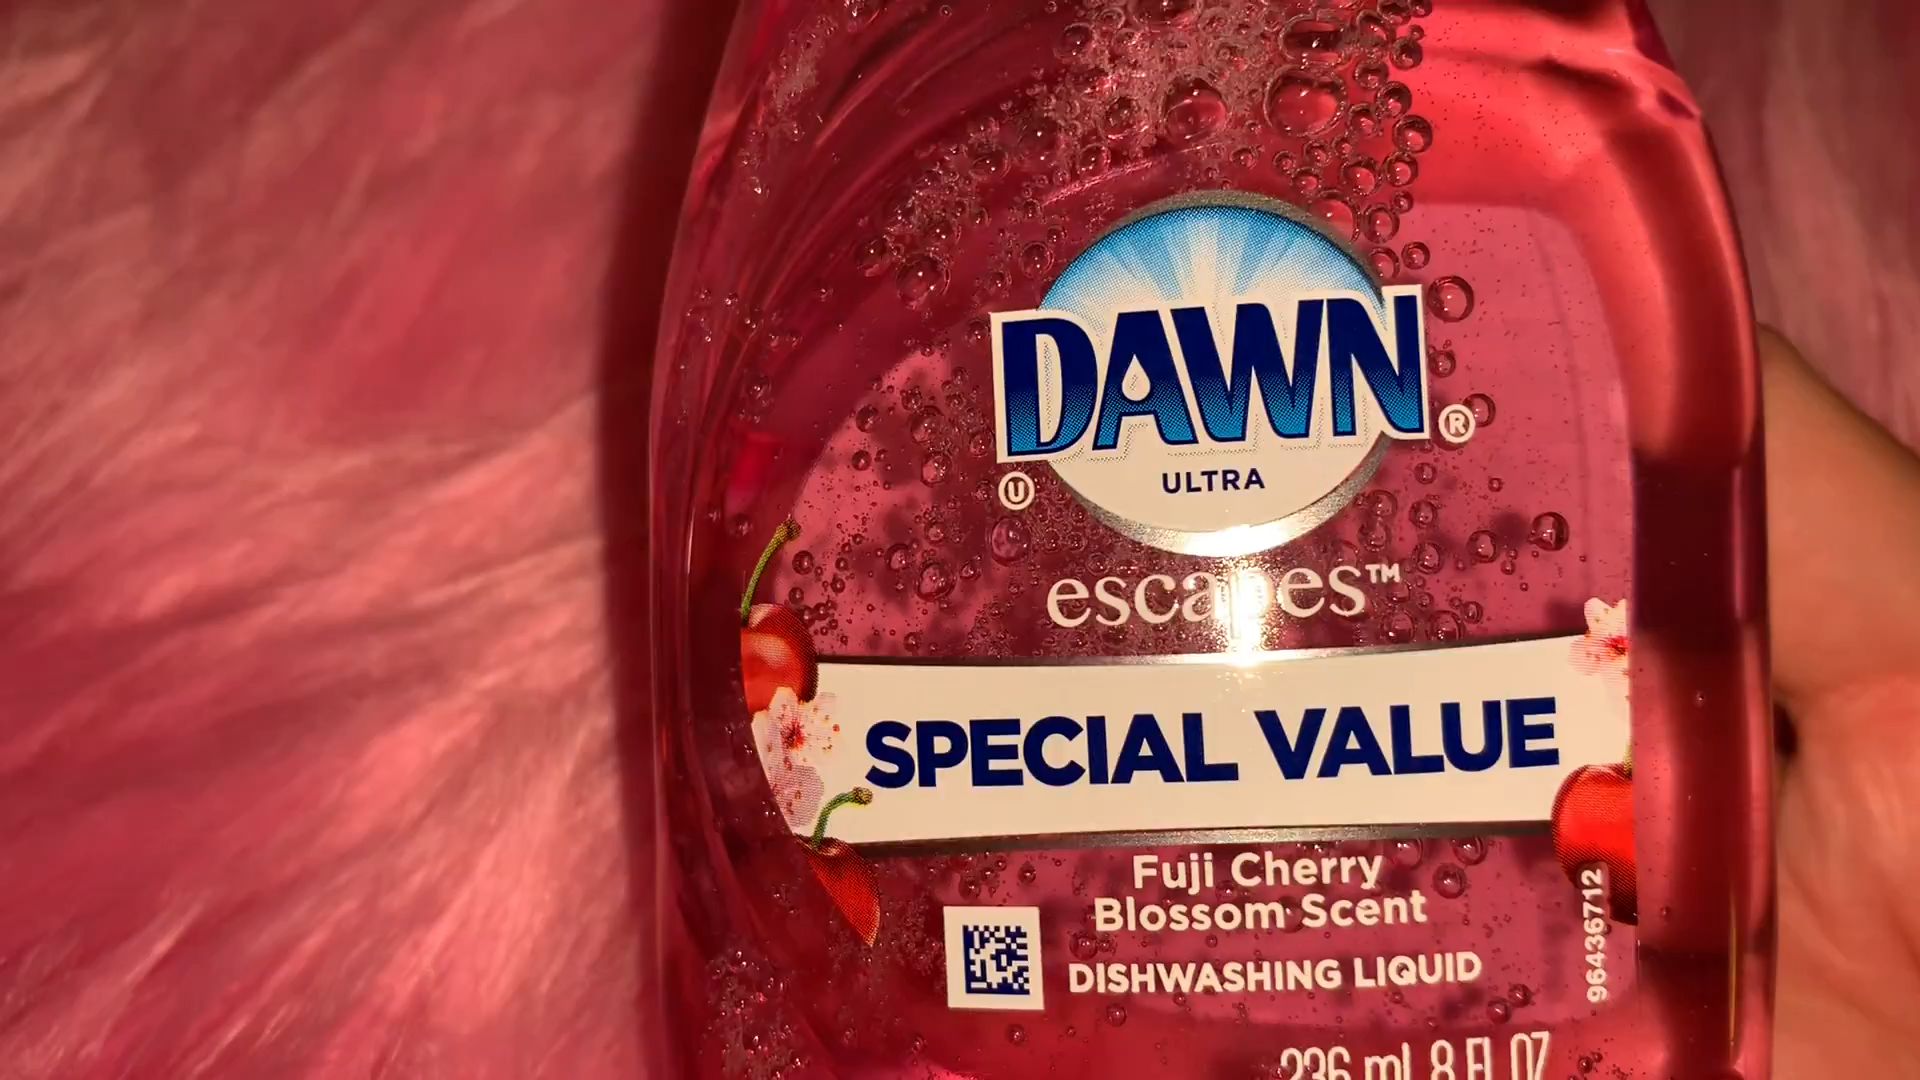 DAWN®
Ⓤ ULTRA
escapes™
SPECIAL VALUE
Fuji Cherry
Blossom Scent
DISHWASHING LIQUID
96436712
236 ml 8 FL OZ